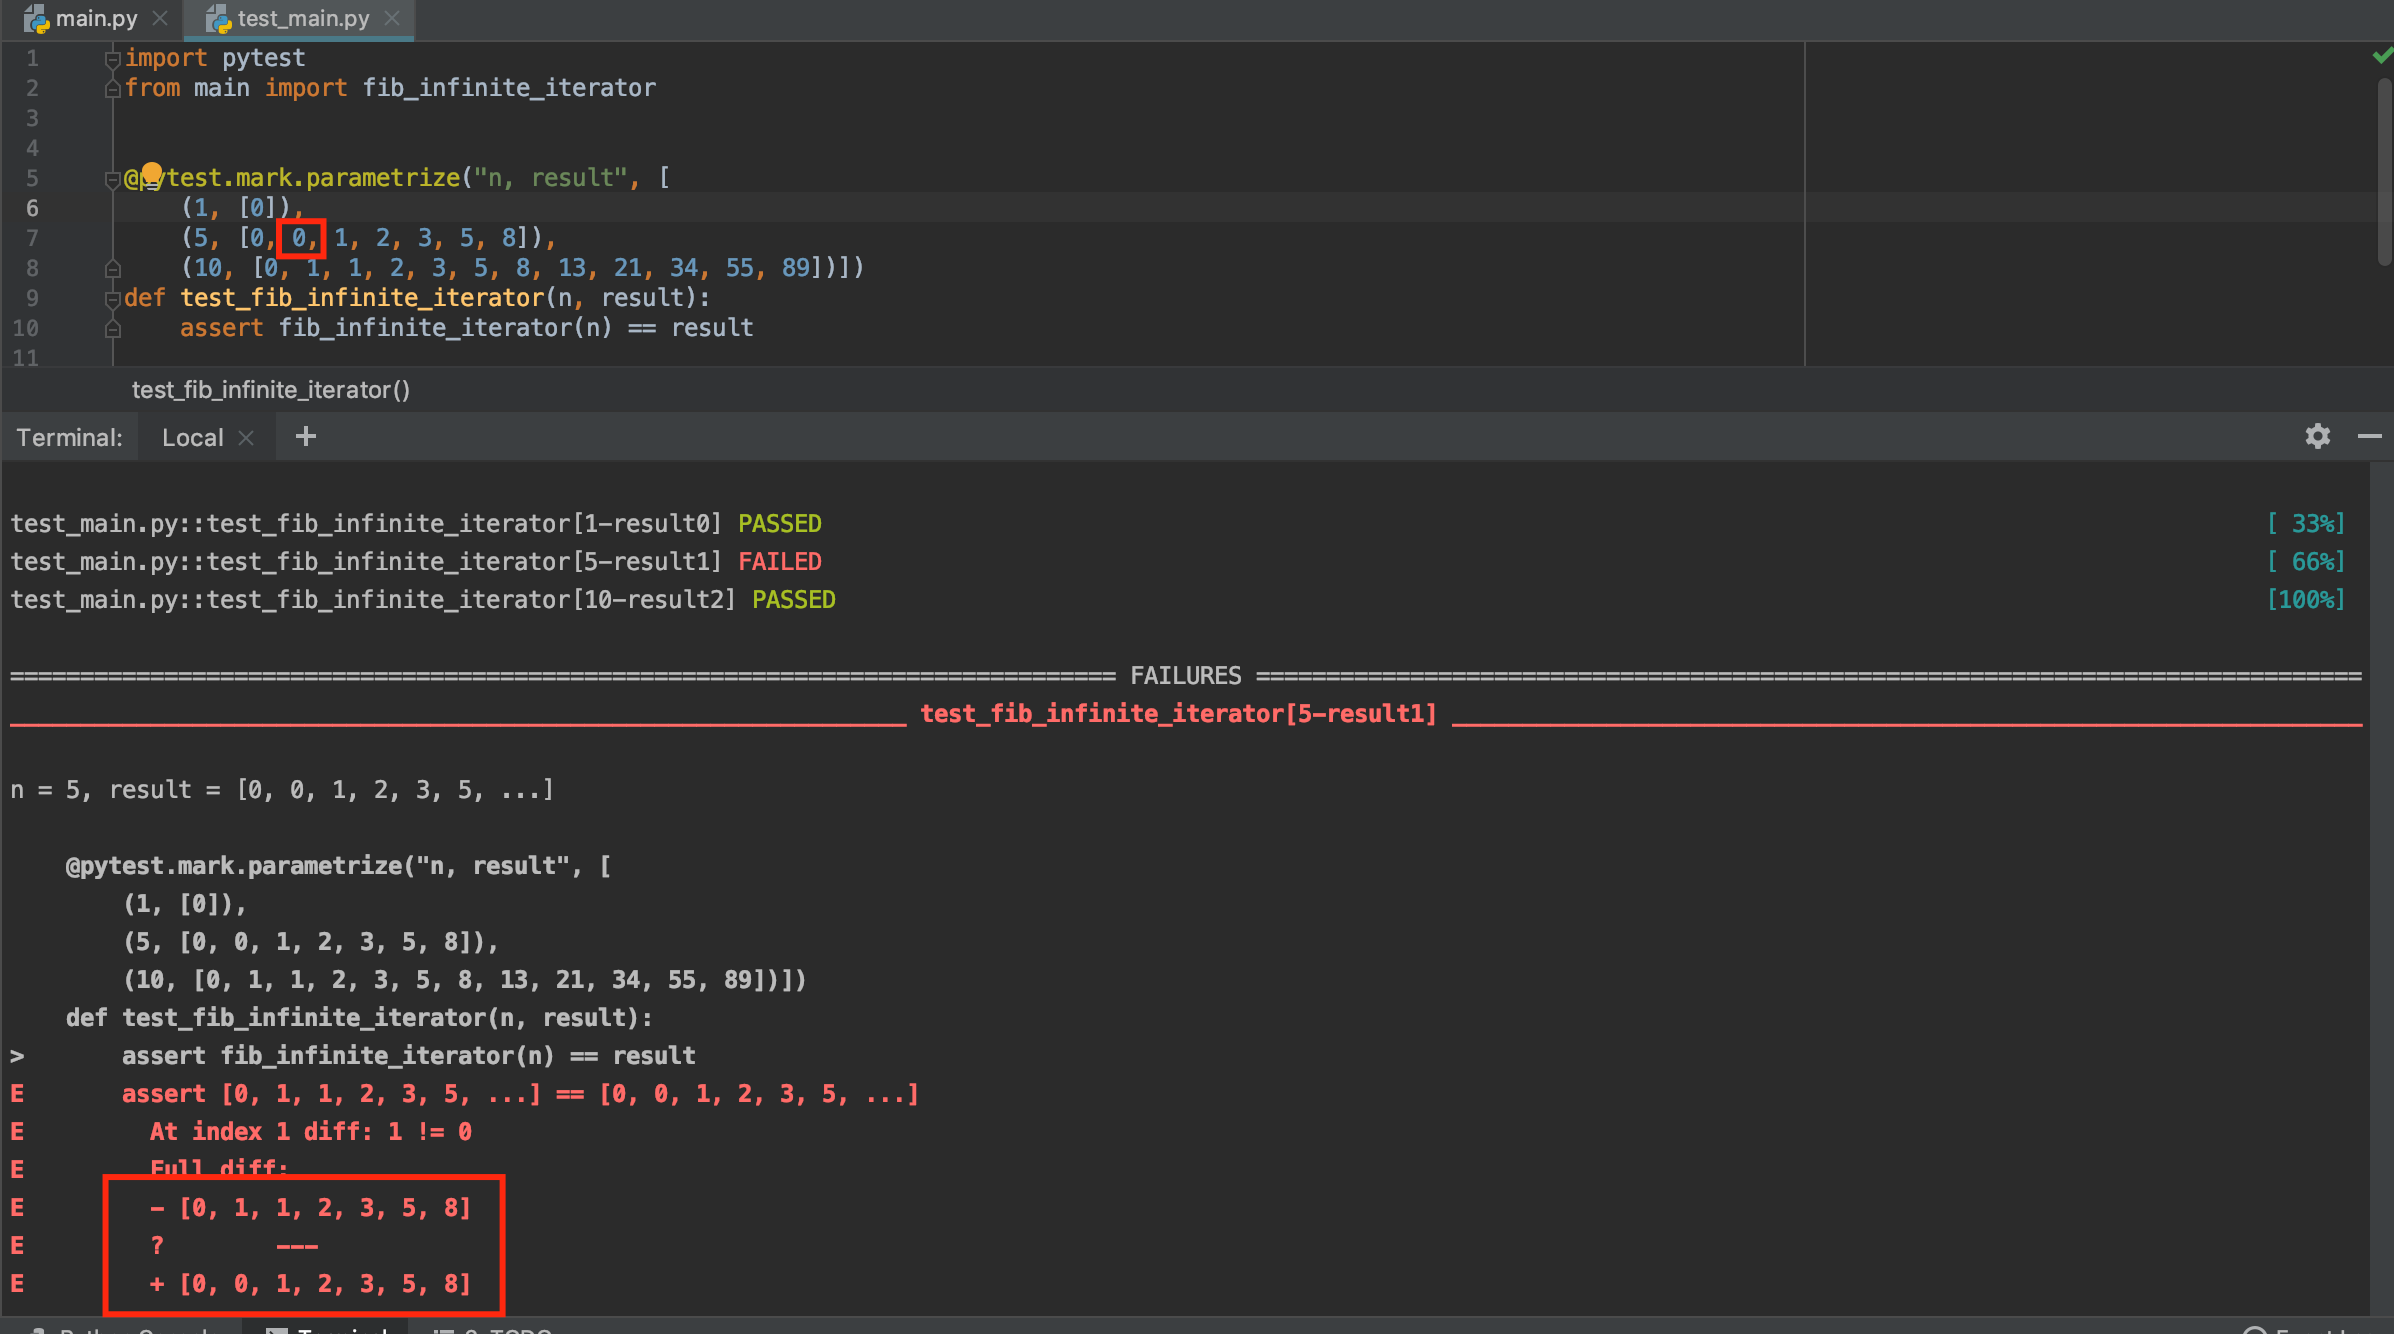 main.py
test_main.py
1 import pytest
2 from main import fib_infinite_iterator
3
4
5 @pytest.mark.parametrize("n, result", [
6 (1, [0]),
7 (5, [0, 0, 1, 2, 3, 5, 8]),
8 (10, [0, 1, 1, 2, 3, 5, 8, 13, 21, 34, 55, 89])])
9 def test_fib_infinite_iterator(n, result):
10 assert fib_infinite_iterator(n) == result
11
test_fib_infinite_iterator()
Terminal: Local +
test_main.py::test_fib_infinite_iterator[1-result0] PASSED [ 33%]
test_main.py::test_fib_infinite_iterator[5-result1] FAILED [ 66%]
test_main.py::test_fib_infinite_iterator[10-result2] PASSED [100%]
FAILURES
test_fib_infinite_iterator[5-result1]
n = 5, result = [0, 0, 1, 2, 3, 5, ...]
@pytest.mark.parametrize("n, result", [
(1, [0]),
(5, [0, 0, 1, 2, 3, 5, 8]),
(10, [0, 1, 1, 2, 3, 5, 8, 13, 21, 34, 55, 89])])
def test_fib_infinite_iterator(n, result):
> assert fib_infinite_iterator(n) == result
E assert [0, 1, 1, 2, 3, 5, ...] == [0, 0, 1, 2, 3, 5, ...]
E At index 1 diff: 1 != 0
E Full diff:
E - [0, 1, 1, 2, 3, 5, 8]
E ? ---
E + [0, 0, 1, 2, 3, 5, 8]
Terminal